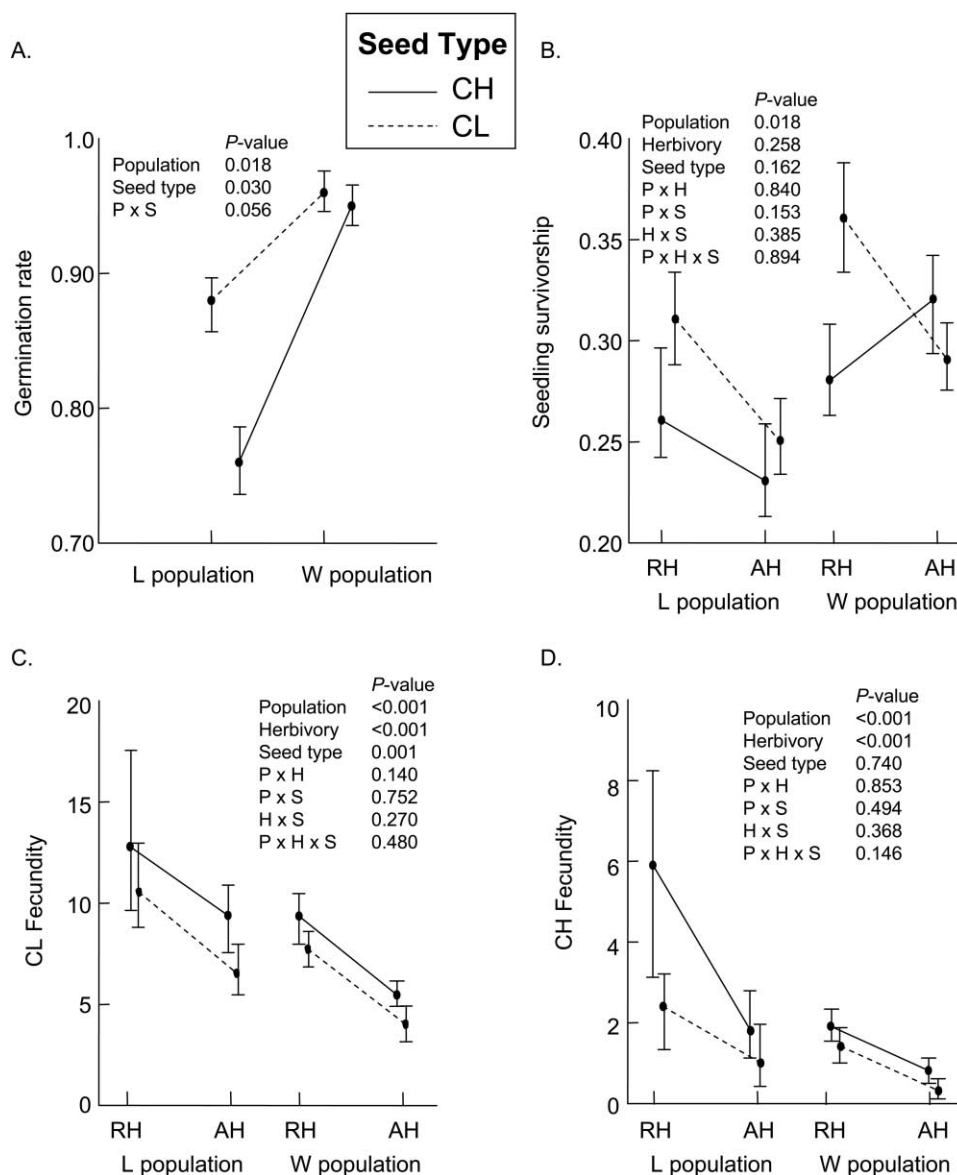 A.
Seed Type
CH
CL
B.
P-value
Population 0.018
Seed type 0.030
P x S 0.056
1.0
0.90
0.80
0.70
Germination rate
L population W population
P-value
Population 0.018
Herbivory 0.258
Seed type 0.162
P x H 0.840
P x S 0.153
H x S 0.385
P x H x S 0.894
0.40
0.35
0.30
0.25
0.20
Seedling survivorship
RH AH RH AH
L population W population
C.
P-value
Population <0.001
Herbivory <0.001
Seed type 0.001
P x H 0.140
P x S 0.752
H x S 0.270
P x H x S 0.480
20
15
10
5
0
CL Fecundity
RH AH RH AH
L population W population
D.
P-value
Population <0.001
Herbivory <0.001
Seed type 0.740
P x H 0.853
P x S 0.494
H x S 0.368
P x H x S 0.146
10
8
6
4
2
0
CH Fecundity
RH AH RH AH
L population W population